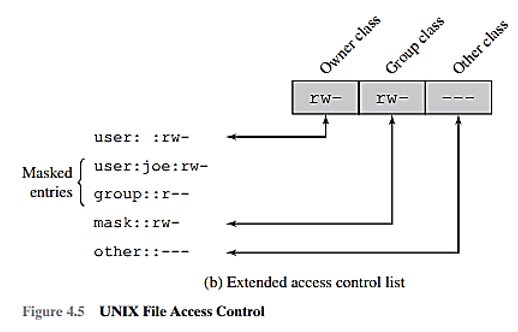 Owner class
Group class
Other class
rw- rw- ---
user: :rw-
Masked entries
user:joe:rw-
group::r--
mask::rw-
other::---
(b) Extended access control list
Figure 4.5 UNIX File Access Control